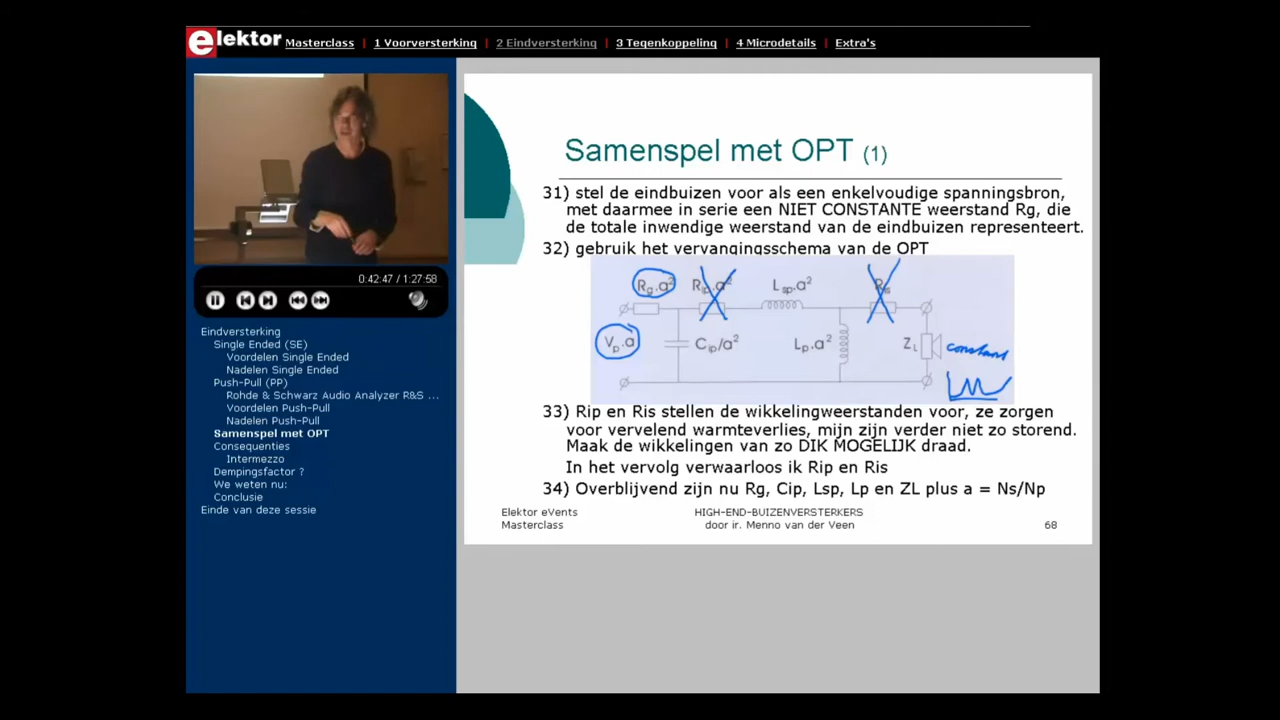 elektor Masterclass | 1 Voorversterking | 2 Eindversterking | 3 Tegenkoppeling | 4 Microdetails | Extra's
0:42:47 / 1:27:58
Eindversterking
Single Ended (SE)
Voordelen Single Ended
Nadelen Single Ended
Push-Pull (PP)
Rohde & Schwarz Audio Analyzer R&S ...
Voordelen Push-Pull
Nadelen Push-Pull
Samenspel met OPT
Consequenties
Intermezzo
Dempingsfactor ?
We weten nu:
Conclusie
Einde van deze sessie
Samenspel met OPT (1)
31) stel de eindbuizen voor als een enkelvoudige spanningsbron,
met daarmee in serie een NIET CONSTANTE weerstand Rg, die
de totale inwendige weerstand van de eindbuizen representeert.
32) gebruik het vervangingsschema van de OPT
Rg.a² Rip.a² Lsp.a² Ris
Vp.a Cip/a² Lp.a² ZL constant
33) Rip en Ris stellen de wikkelingweerstanden voor, ze zorgen
voor vervelend warmteverlies, mijn zijn verder niet zo storend.
Maak de wikkelingen van zo DIK MOGELIJK draad.
In het vervolg verwaarloos ik Rip en Ris
34) Overblijvend zijn nu Rg, Cip, Lsp, Lp en ZL plus a = Ns/Np
Elektor eVents HIGH-END-BUIZENVERSTERKERS
Masterclass door ir. Menno van der Veen 68